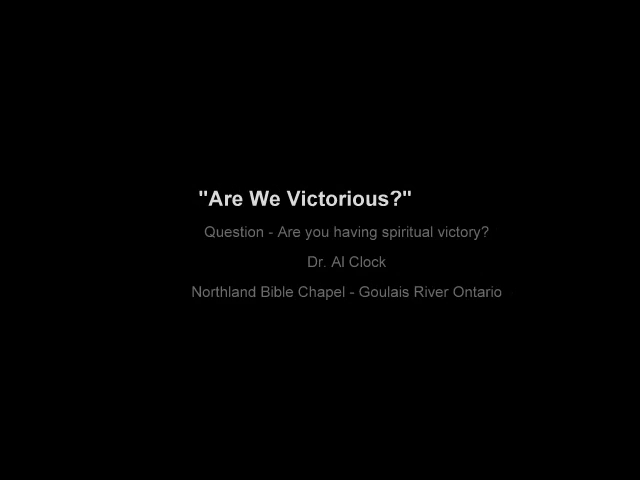 "Are We Victorious?"
Question - Are you having spiritual victory?
Dr. Al Clock
Northland Bible Chapel - Goulais River Ontario